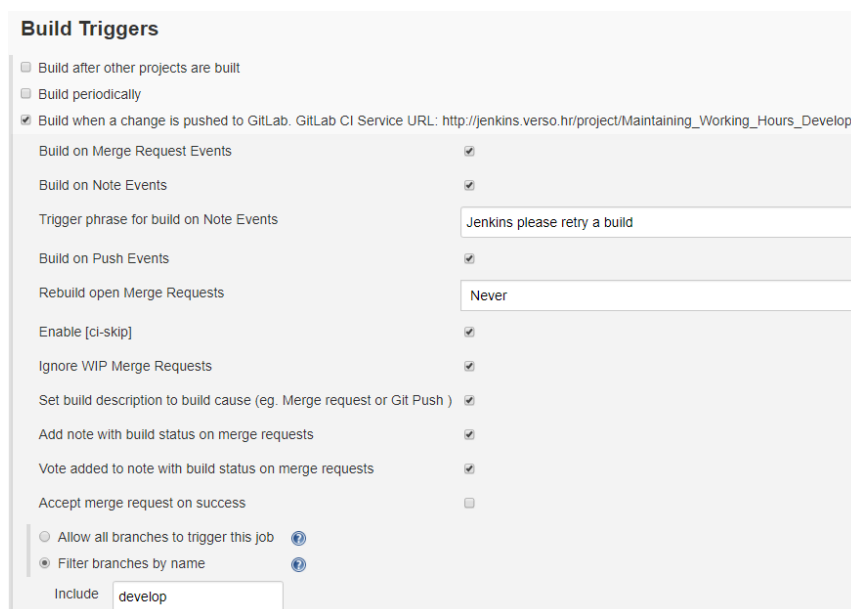 Build Triggers
Build after other projects are built
Build periodically
Build when a change is pushed to GitLab. GitLab CI Service URL: http://jenkins.verso.hr/project/Maintaining_Working_Hours_Develop
Build on Merge Request Events
Build on Note Events
Trigger phrase for build on Note Events Jenkins please retry a build
Build on Push Events
Rebuild open Merge Requests Never
Enable [ci-skip]
Ignore WIP Merge Requests
Set build description to build cause (eg. Merge request or Git Push )
Add note with build status on merge requests
Vote added to note with build status on merge requests
Accept merge request on success
Allow all branches to trigger this job ?
Filter branches by name ?
Include develop